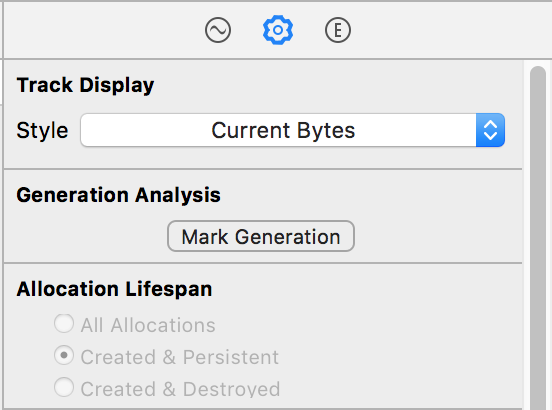 E
Track Display
Style Current Bytes
Generation Analysis
Mark Generation
Allocation Lifespan
All Allocations
Created & Persistent
Created & Destroyed